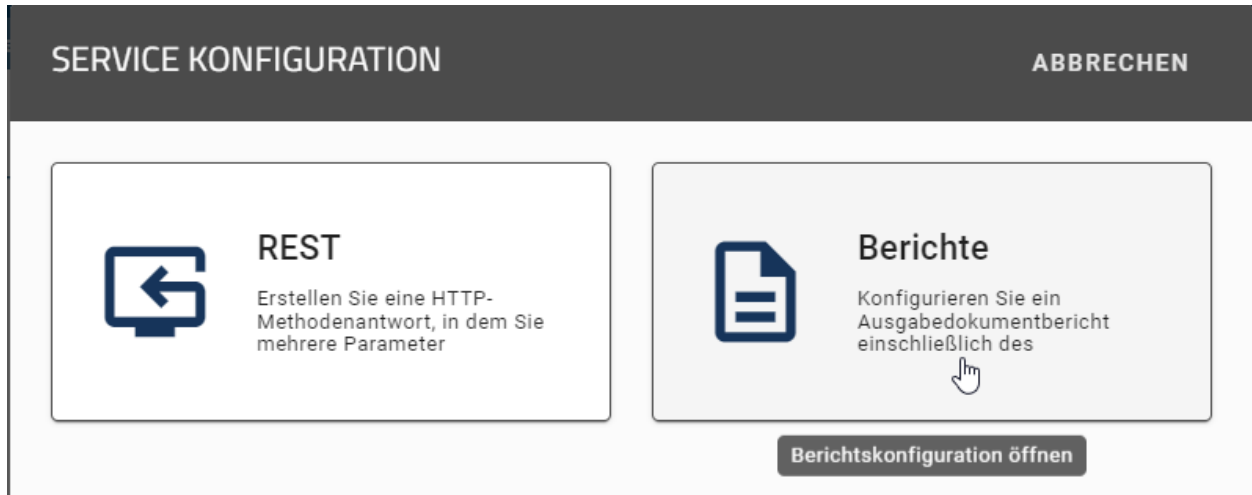 SERVICE KONFIGURATION
ABBRECHEN
REST
Erstellen Sie eine HTTP-
Methodenantwort, in dem Sie
mehrere Parameter
Berichte
Konfigurieren Sie ein
Ausgabedokumentbericht
einschließlich des
Berichtskonfiguration öffnen